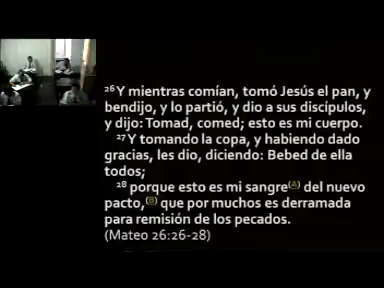 ²⁶Y mientras comían, tomó Jesús el pan, y
bendijo, y lo partió, y dio a sus discípulos,
y dijo: Tomad, comed; esto es mi cuerpo.
²⁷Y tomando la copa, y habiendo dado
gracias, les dio, diciendo: Bebed de ella
todos;
²⁸ porque esto es mi sangre(A) del nuevo
pacto,(B) que por muchos es derramada
para remisión de los pecados.
(Mateo 26:26-28)